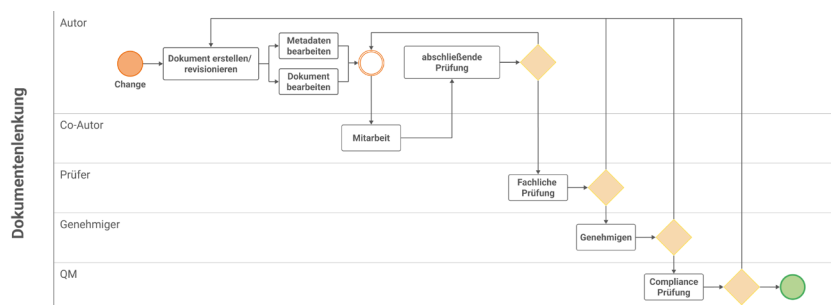 Dokumentenlenkung
Autor
Change
Dokument erstellen/
revisionieren
Metadaten
bearbeiten
Dokument
bearbeiten
abschließende
Prüfung
Co-Autor
Mitarbeit
Prüfer
Fachliche
Prüfung
Genehmiger
Genehmigen
QM
Compliance
Prüfung